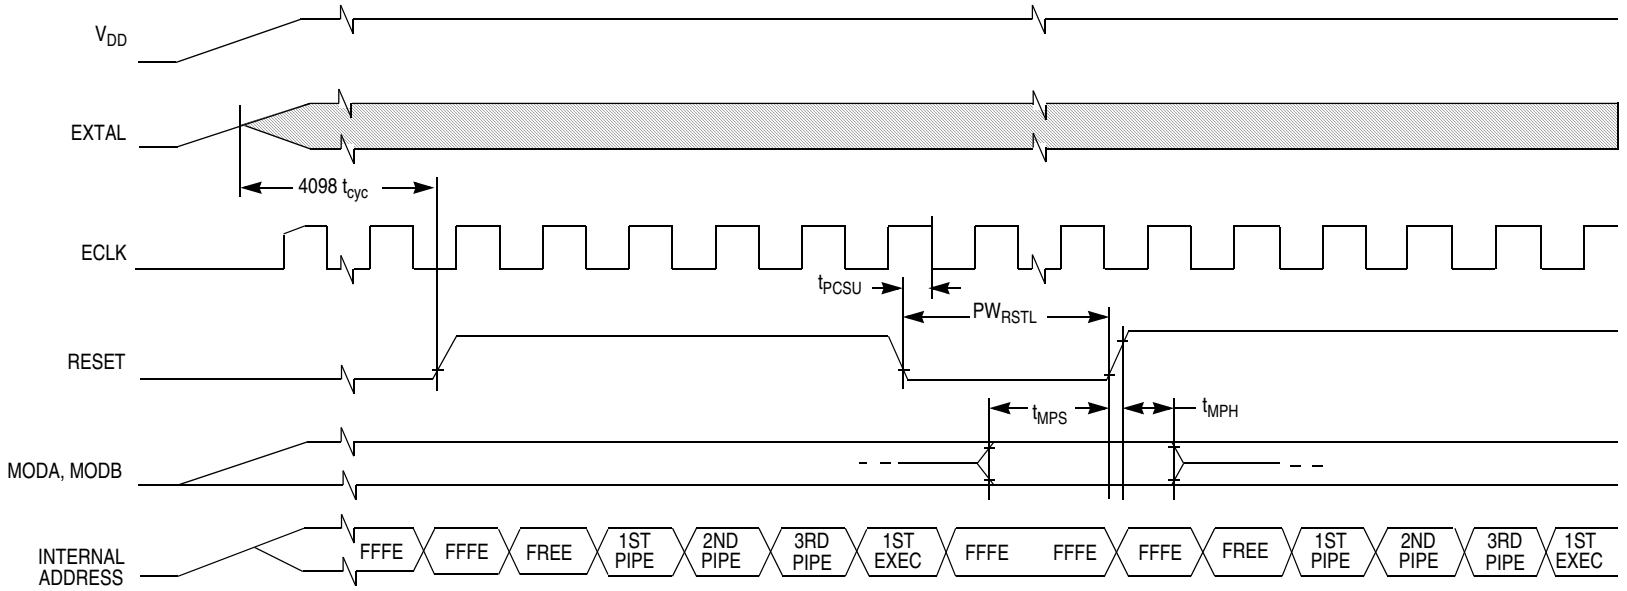 VDD
EXTAL
4098 tcyc
ECLK
tPCSU
PWRSTL
RESET
tMPS
tMPH
MODA, MODB
INTERNAL
ADDRESS
FFFE
FFFE
FREE
1ST
PIPE
2ND
PIPE
3RD
PIPE
1ST
EXEC
FFFE
FFFE
FFFE
FREE
1ST
PIPE
2ND
PIPE
3RD
PIPE
1ST
EXEC